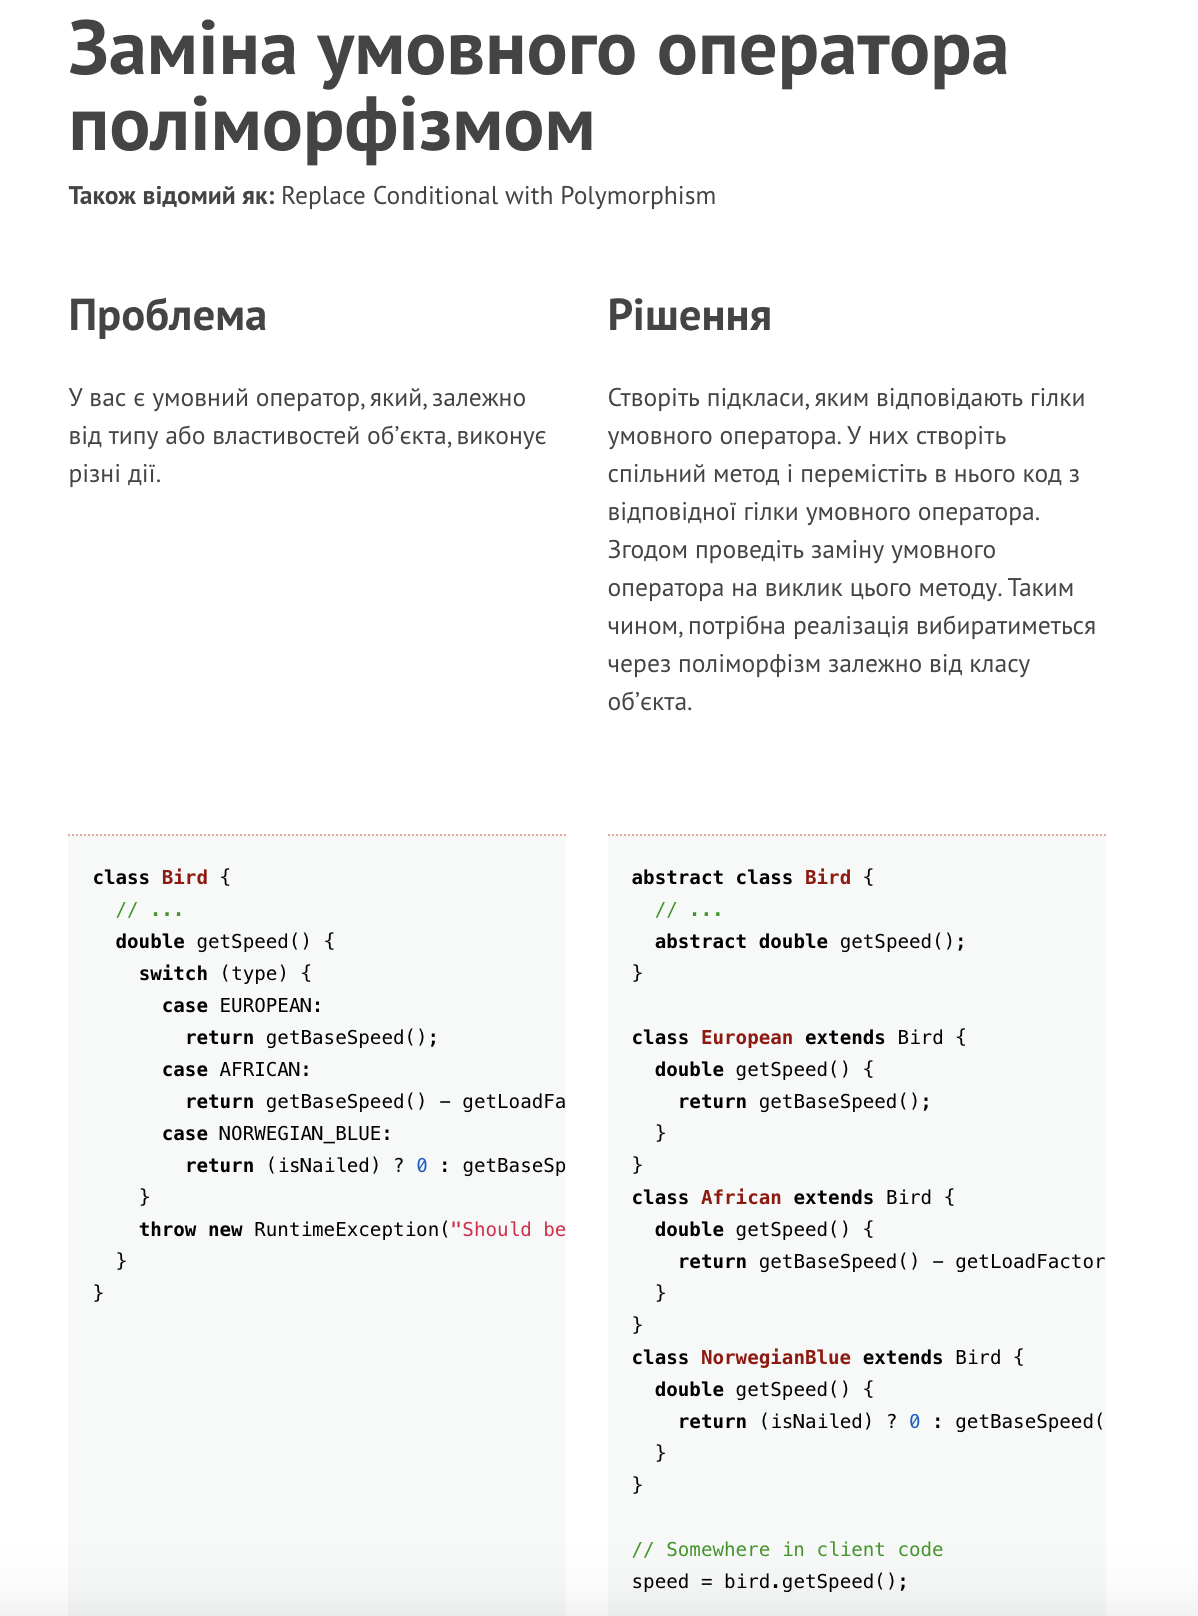 Заміна умовного оператора
поліморфізмом
Також відомий як: Replace Conditional with Polymorphism
Проблема
У вас є умовний оператор, який, залежно
від типу або властивостей об’єкта, виконує
різні дії.
Рішення
Створіть підкласи, яким відповідають гілки
умовного оператора. У них створіть
спільний метод і перемістіть в нього код з
відповідної гілки умовного оператора.
Згодом проведіть заміну умовного
оператора на виклик цього методу. Таким
чином, потрібна реалізація вибиратиметься
через поліморфізм залежно від класу
об’єкта.
class Bird {
  // ...
  double getSpeed() {
    switch (type) {
      case EUROPEAN:
        return getBaseSpeed();
      case AFRICAN:
        return getBaseSpeed() - getLoadFa
      case NORWEGIAN_BLUE:
        return (isNailed) ? 0 : getBaseSp
    }
    throw new RuntimeException("Should be
  }
}
abstract class Bird {
  // ...
  abstract double getSpeed();
}
class European extends Bird {
  double getSpeed() {
    return getBaseSpeed();
  }
}
class African extends Bird {
  double getSpeed() {
    return getBaseSpeed() - getLoadFactor
  }
}
class NorwegianBlue extends Bird {
  double getSpeed() {
    return (isNailed) ? 0 : getBaseSpeed(
  }
}
// Somewhere in client code
speed = bird.getSpeed();